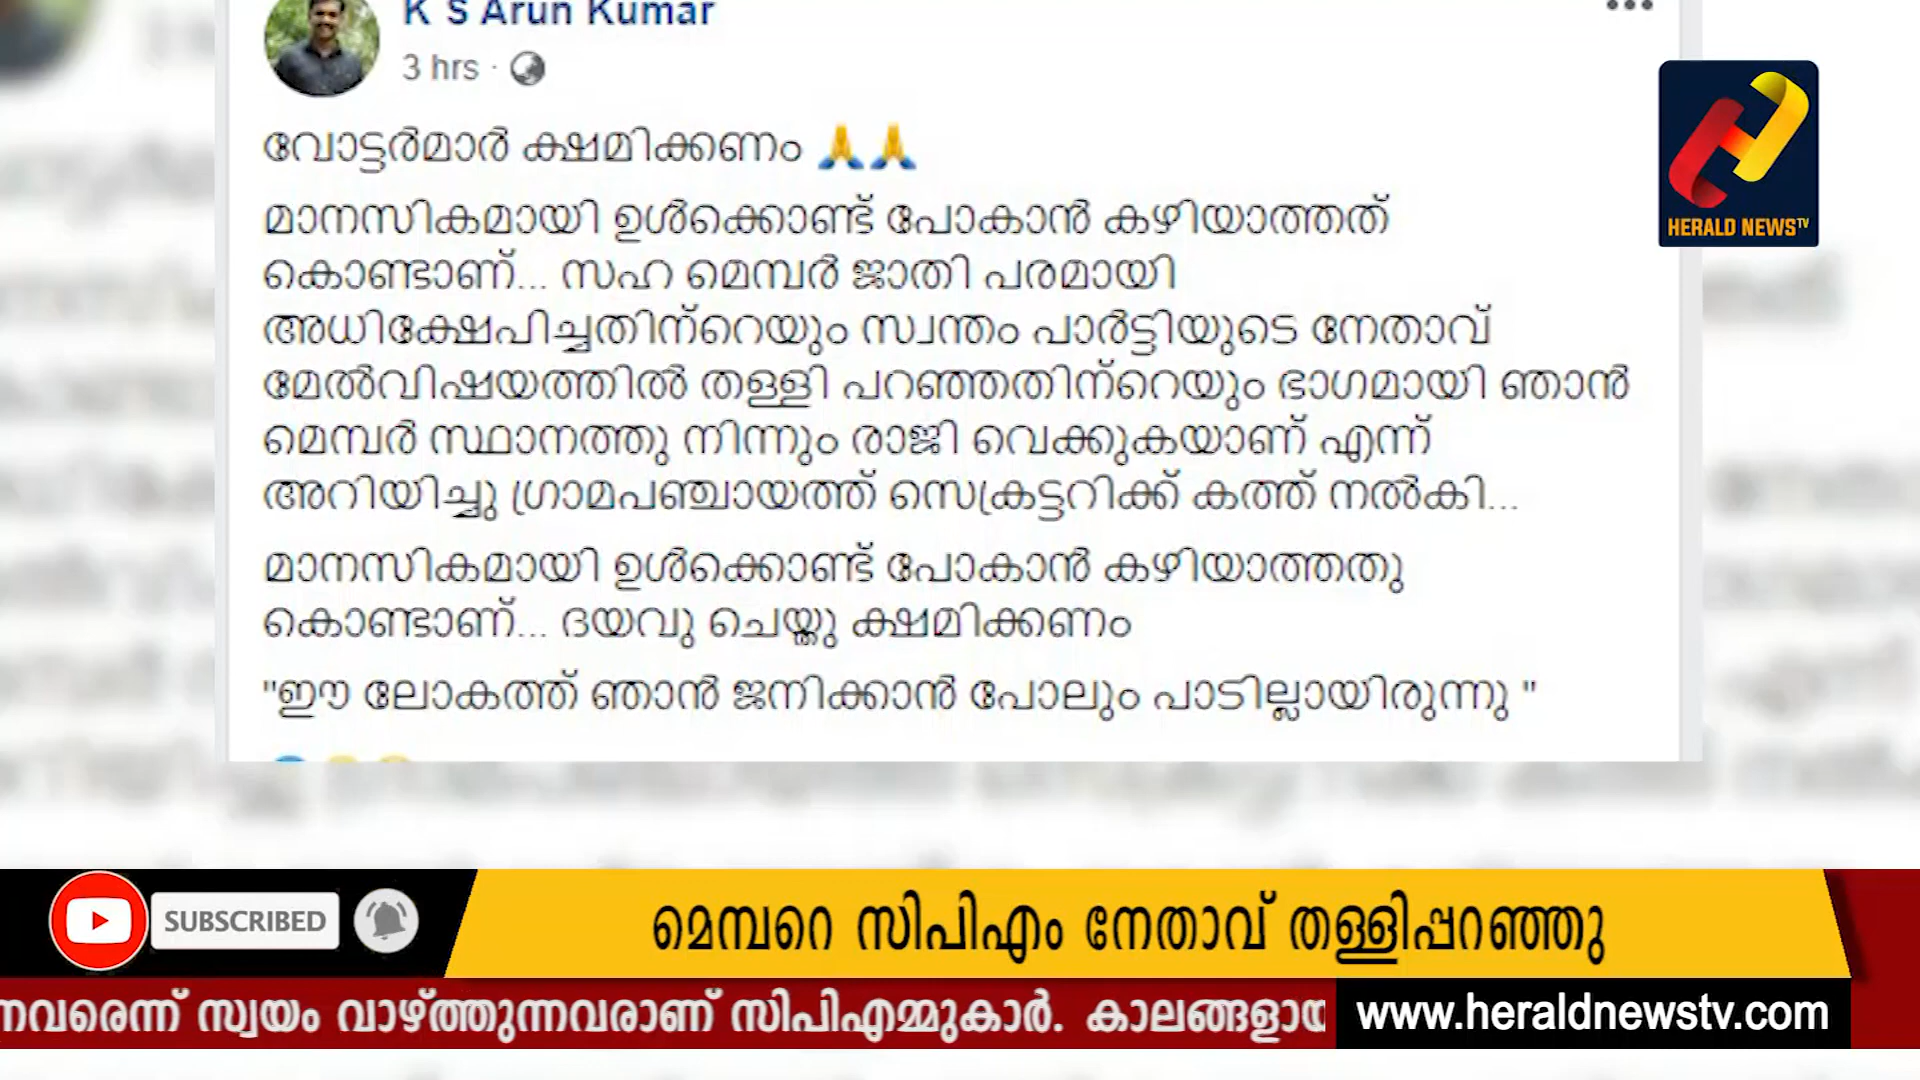 K S Arun Kumar
3 hrs ·
വോട്ടർമാർ ക്ഷമിക്കണം 🙏🙏
മാനസികമായി ഉൾക്കൊണ്ട് പോകാൻ കഴിയാത്തത്
കൊണ്ടാണ്... സഹ മെമ്പർ ജാതി പരമായി
അധിക്ഷേപിച്ചതിന്റെയും സ്വന്തം പാർട്ടിയുടെ നേതാവ്
മേൽവിഷയത്തിൽ തള്ളി പറഞ്ഞതിന്റെയും ഭാഗമായി ഞാൻ
മെമ്പർ സ്ഥാനത്തു നിന്നും രാജി വെക്കുകയാണ് എന്ന്
അറിയിച്ചു ഗ്രാമപഞ്ചായത്ത് സെക്രട്ടറിക്ക് കത്ത് നൽകി...
മാനസികമായി ഉൾക്കൊണ്ട് പോകാൻ കഴിയാത്തതു
കൊണ്ടാണ്... ദയവു ചെയ്തു ക്ഷമിക്കണം
"ഈ ലോകത്ത് ഞാൻ ജനിക്കാൻ പോലും പാടില്ലായിരുന്നു "
HERALD NEWS TV
SUBSCRIBED
മെമ്പറെ സിപിഎം നേതാവ് തള്ളിപ്പറഞ്ഞു
നവരെന്ന് സ്വയം വാഴ്ത്തുന്നവരാണ് സിപിഎമ്മുകാർ. കാലങ്ങളായ
www.heraldnewstv.com